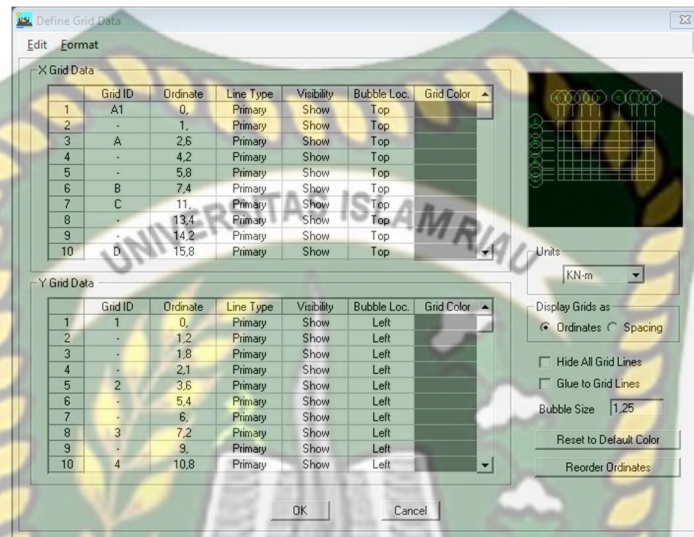 Define Grid Data
Edit Format
X Grid Data
Grid ID Ordinate Line Type Visibility Bubble Loc. Grid Color
1 A1 0, Primary Show Top
2 - 1, Primary Show Top
3 A 2,6 Primary Show Top
4 - 4,2 Primary Show Top
5 - 5,8 Primary Show Top
6 B 7,4 Primary Show Top
7 C 11, Primary Show Top
8 - 13,4 Primary Show Top
9 - 14,2 Primary Show Top
10 D 15,8 Primary Show Top
UNIVERSITAS ISLAM RIAU
Units
KN-m
Y Grid Data
Grid ID Ordinate Line Type Visibility Bubble Loc. Grid Color
1 1 0, Primary Show Left
2 - 1,2 Primary Show Left
3 - 1,8 Primary Show Left
4 - 2,1 Primary Show Left
5 2 3,6 Primary Show Left
6 - 5,4 Primary Show Left
7 - 6, Primary Show Left
8 3 7,2 Primary Show Left
9 - 9, Primary Show Left
10 4 10,8 Primary Show Left
Display Grids as
Ordinates Spacing
Hide All Grid Lines
Glue to Grid Lines
Bubble Size 1,25
Reset to Default Color
Reorder Ordinates
OK Cancel